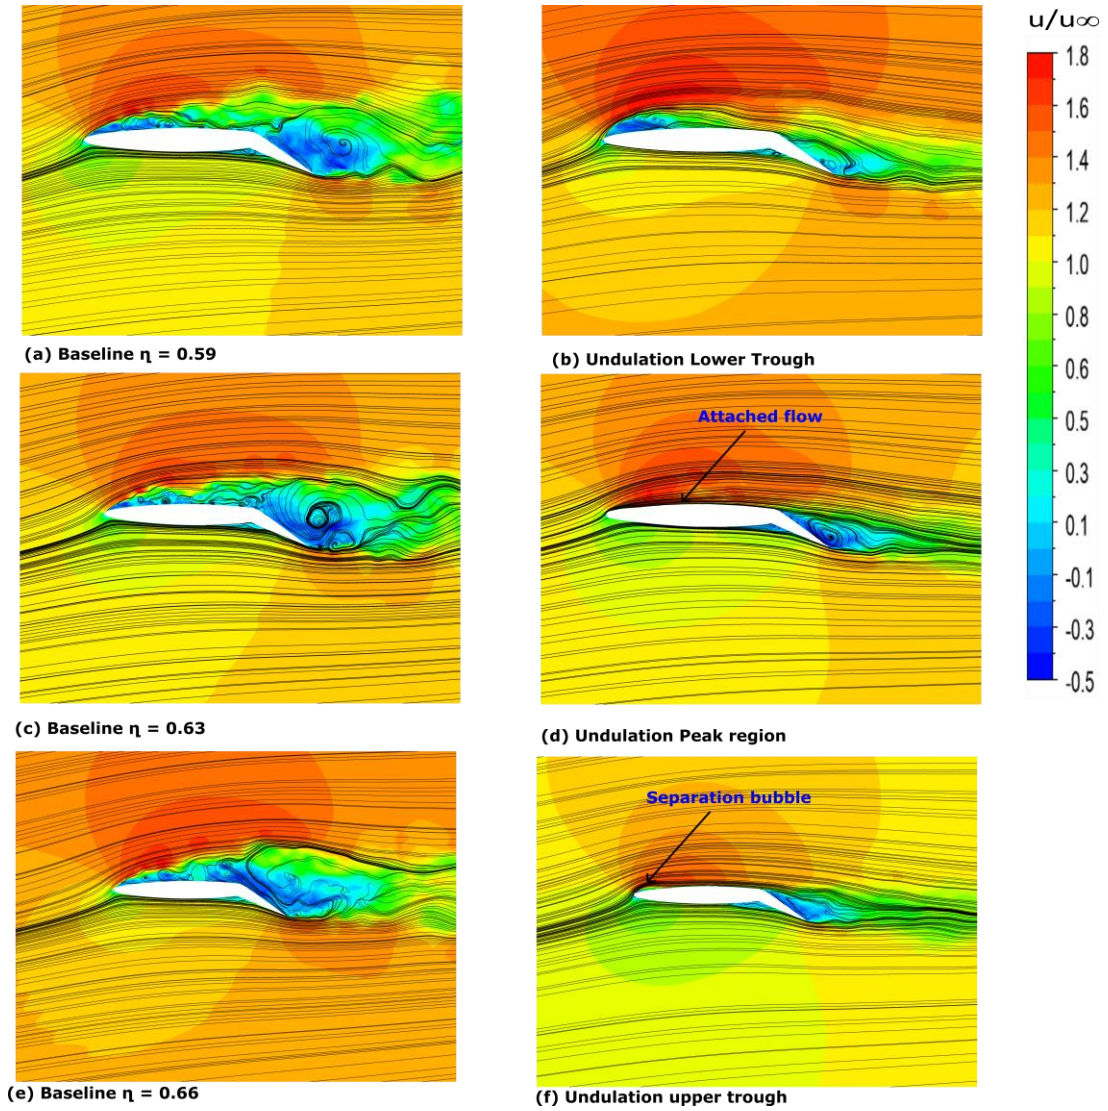 u/u∞
1.8
1.6
1.4
1.2
1.0
0.8
0.6
0.5
0.3
0.1
-0.1
-0.3
-0.5
(a) Baseline η = 0.59
(b) Undulation Lower Trough
Attached flow
(c) Baseline η = 0.63
(d) Undulation Peak region
Separation bubble
(e) Baseline η = 0.66
(f) Undulation upper trough